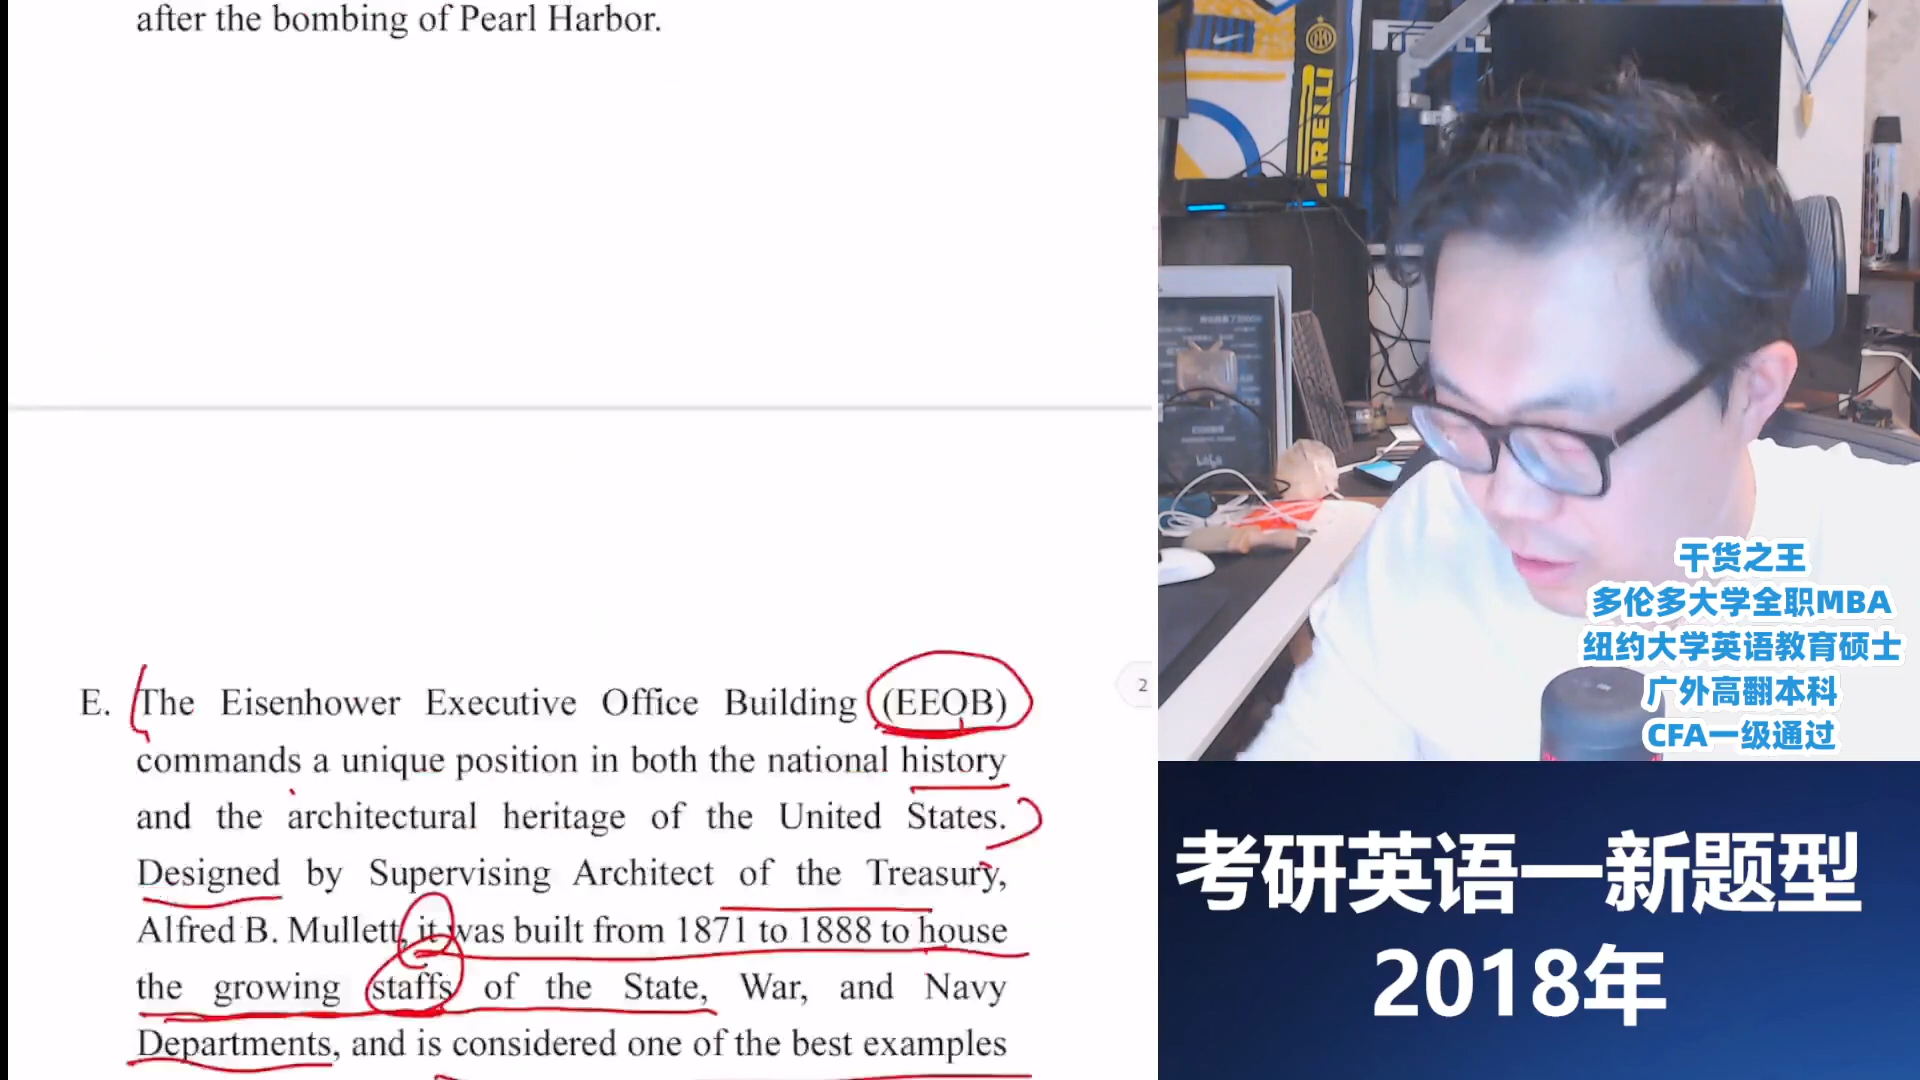 after the bombing of Pearl Harbor.
E. The Eisenhower Executive Office Building (EEOB)
commands a unique position in both the national history
and the architectural heritage of the United States.
Designed by Supervising Architect of the Treasury,
Alfred B. Mullett, it was built from 1871 to 1888 to house
the growing staffs of the State, War, and Navy
Departments, and is considered one of the best examples
2
PIRELLI
干货之王
多伦多大学全职MBA
纽约大学英语教育硕士
广外高翻本科
CFA一级通过
考研英语一新题型
2018年